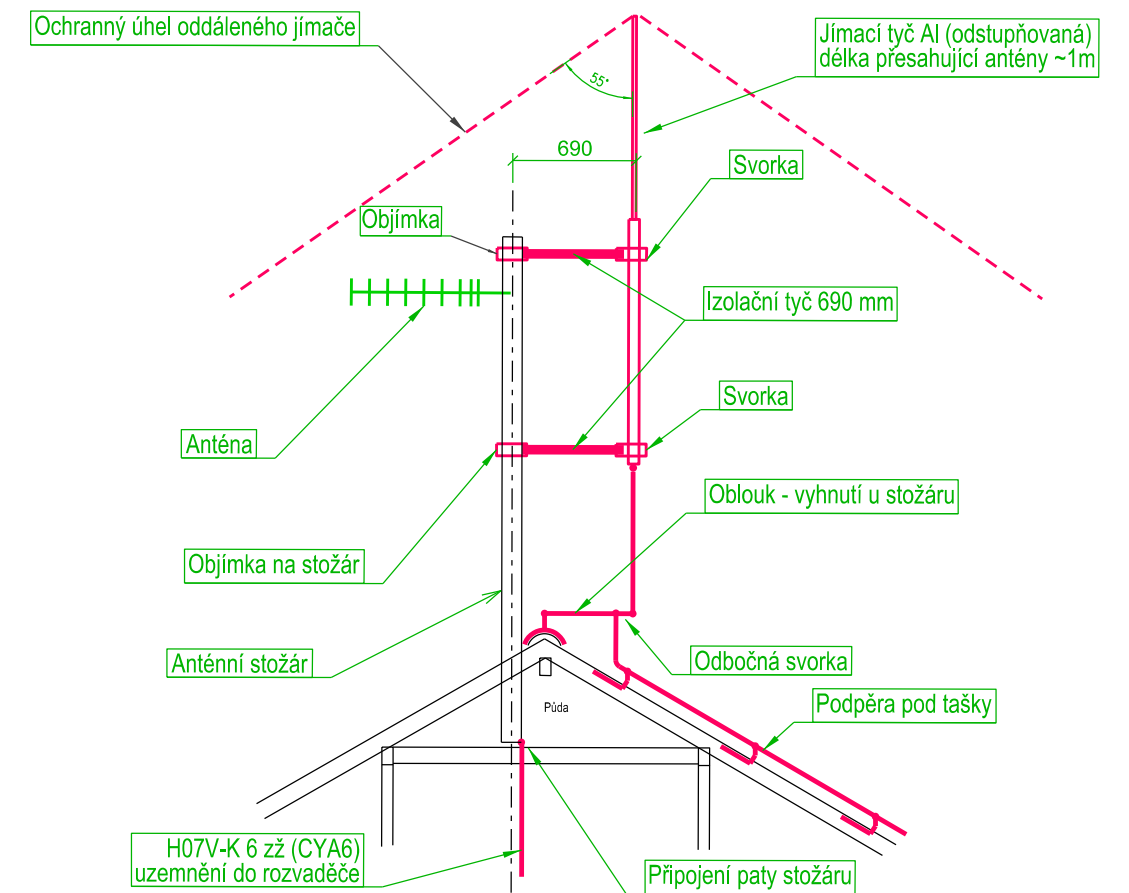 Ochranný úhel oddáleného jímače
Jímací tyč Al (odstupňovaná)
délka přesahující antény ~1m
55°
690
Svorka
Objímka
Izolační tyč 690 mm
Svorka
Anténa
Oblouk - vyhnutí u stožáru
Objímka na stožár
Anténní stožár
Odbočná svorka
Podpěra pod tašky
Půda
H07V-K 6 zž (CYA6)
uzemnění do rozvaděče
Připojení paty stožáru